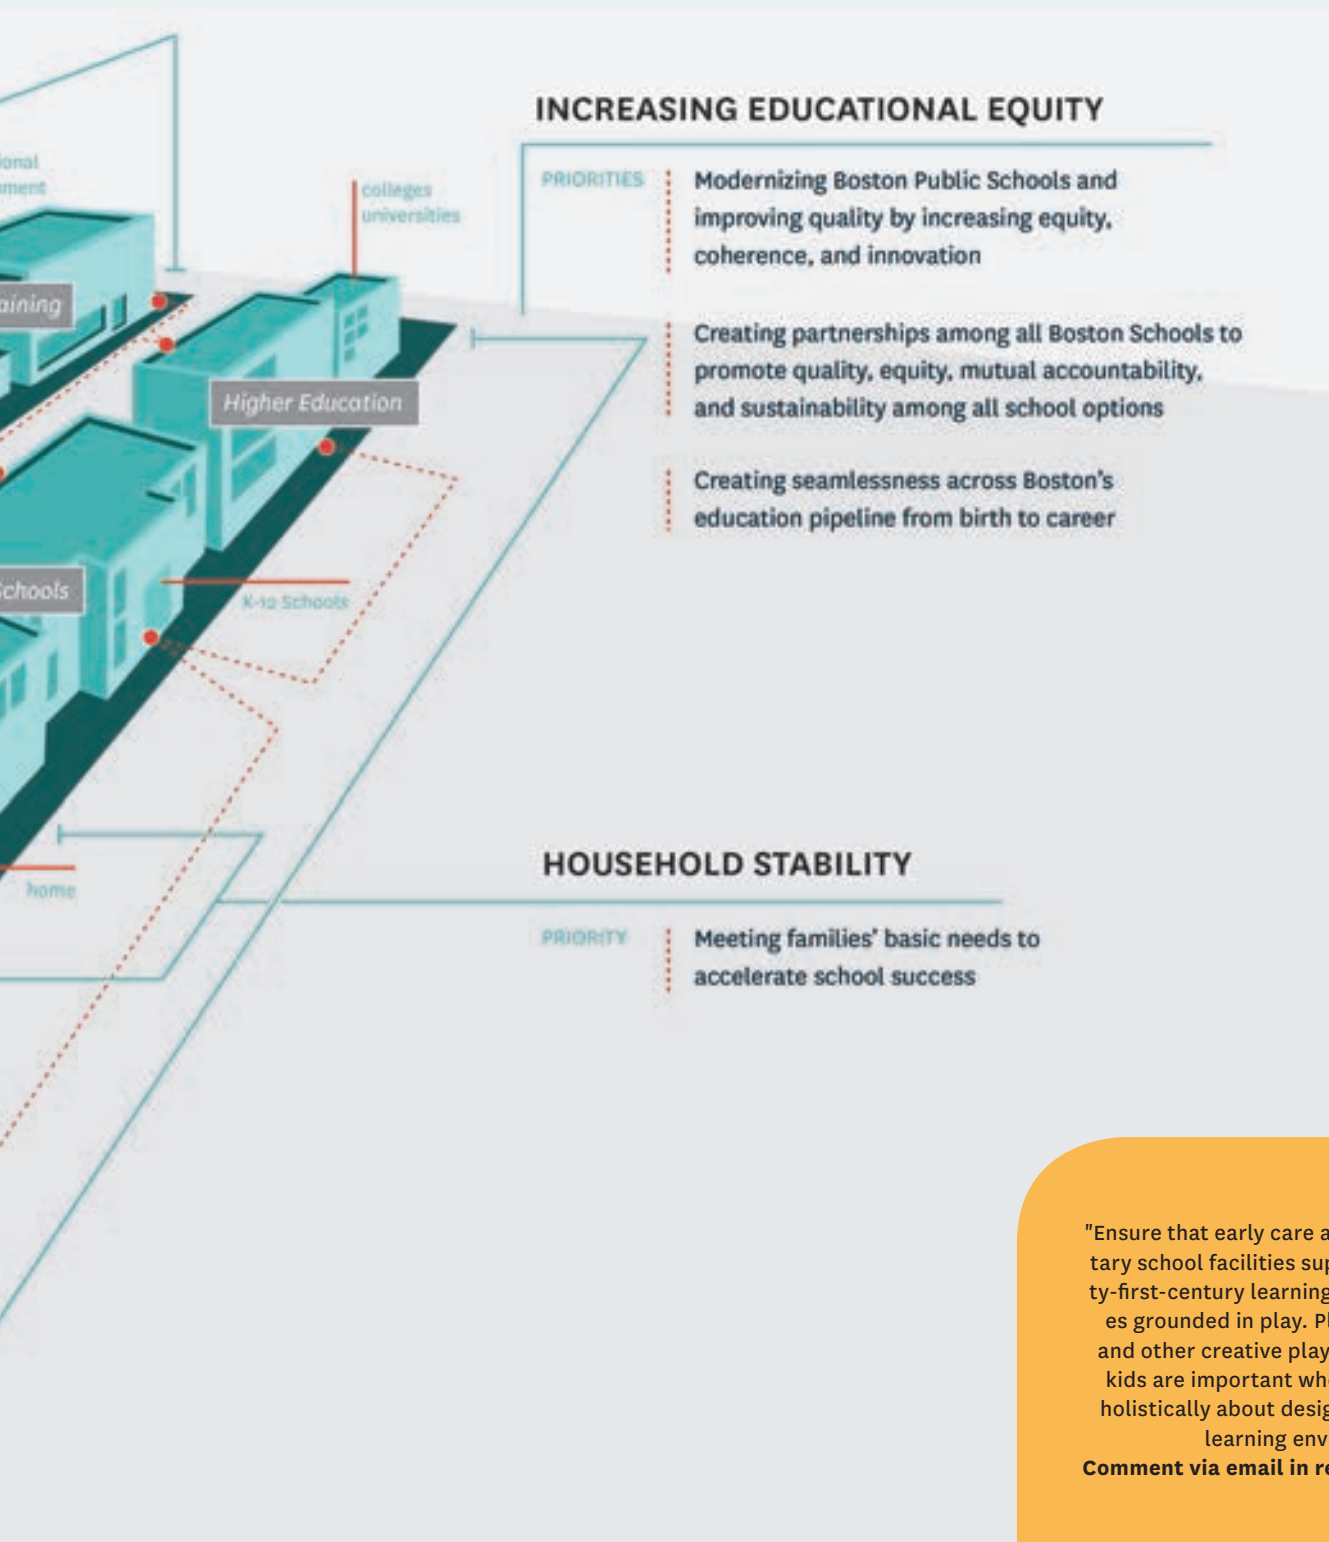 INCREASING EDUCATIONAL EQUITY
PRIORITIES
Modernizing Boston Public Schools and
improving quality by increasing equity,
coherence, and innovation
Creating partnerships among all Boston Schools to
promote quality, equity, mutual accountability,
and sustainability among all school options
Creating seamlessness across Boston's
education pipeline from birth to career
ional
ment
colleges
universities
aining
Higher Education
Schools
K-12 Schools
home
HOUSEHOLD STABILITY
PRIORITY
Meeting families' basic needs to
accelerate school success
"Ensure that early care a
tary school facilities sup
ty-first-century learning
es grounded in play. Pl
and other creative play
kids are important wh
holistically about desig
learning env
Comment via email in re